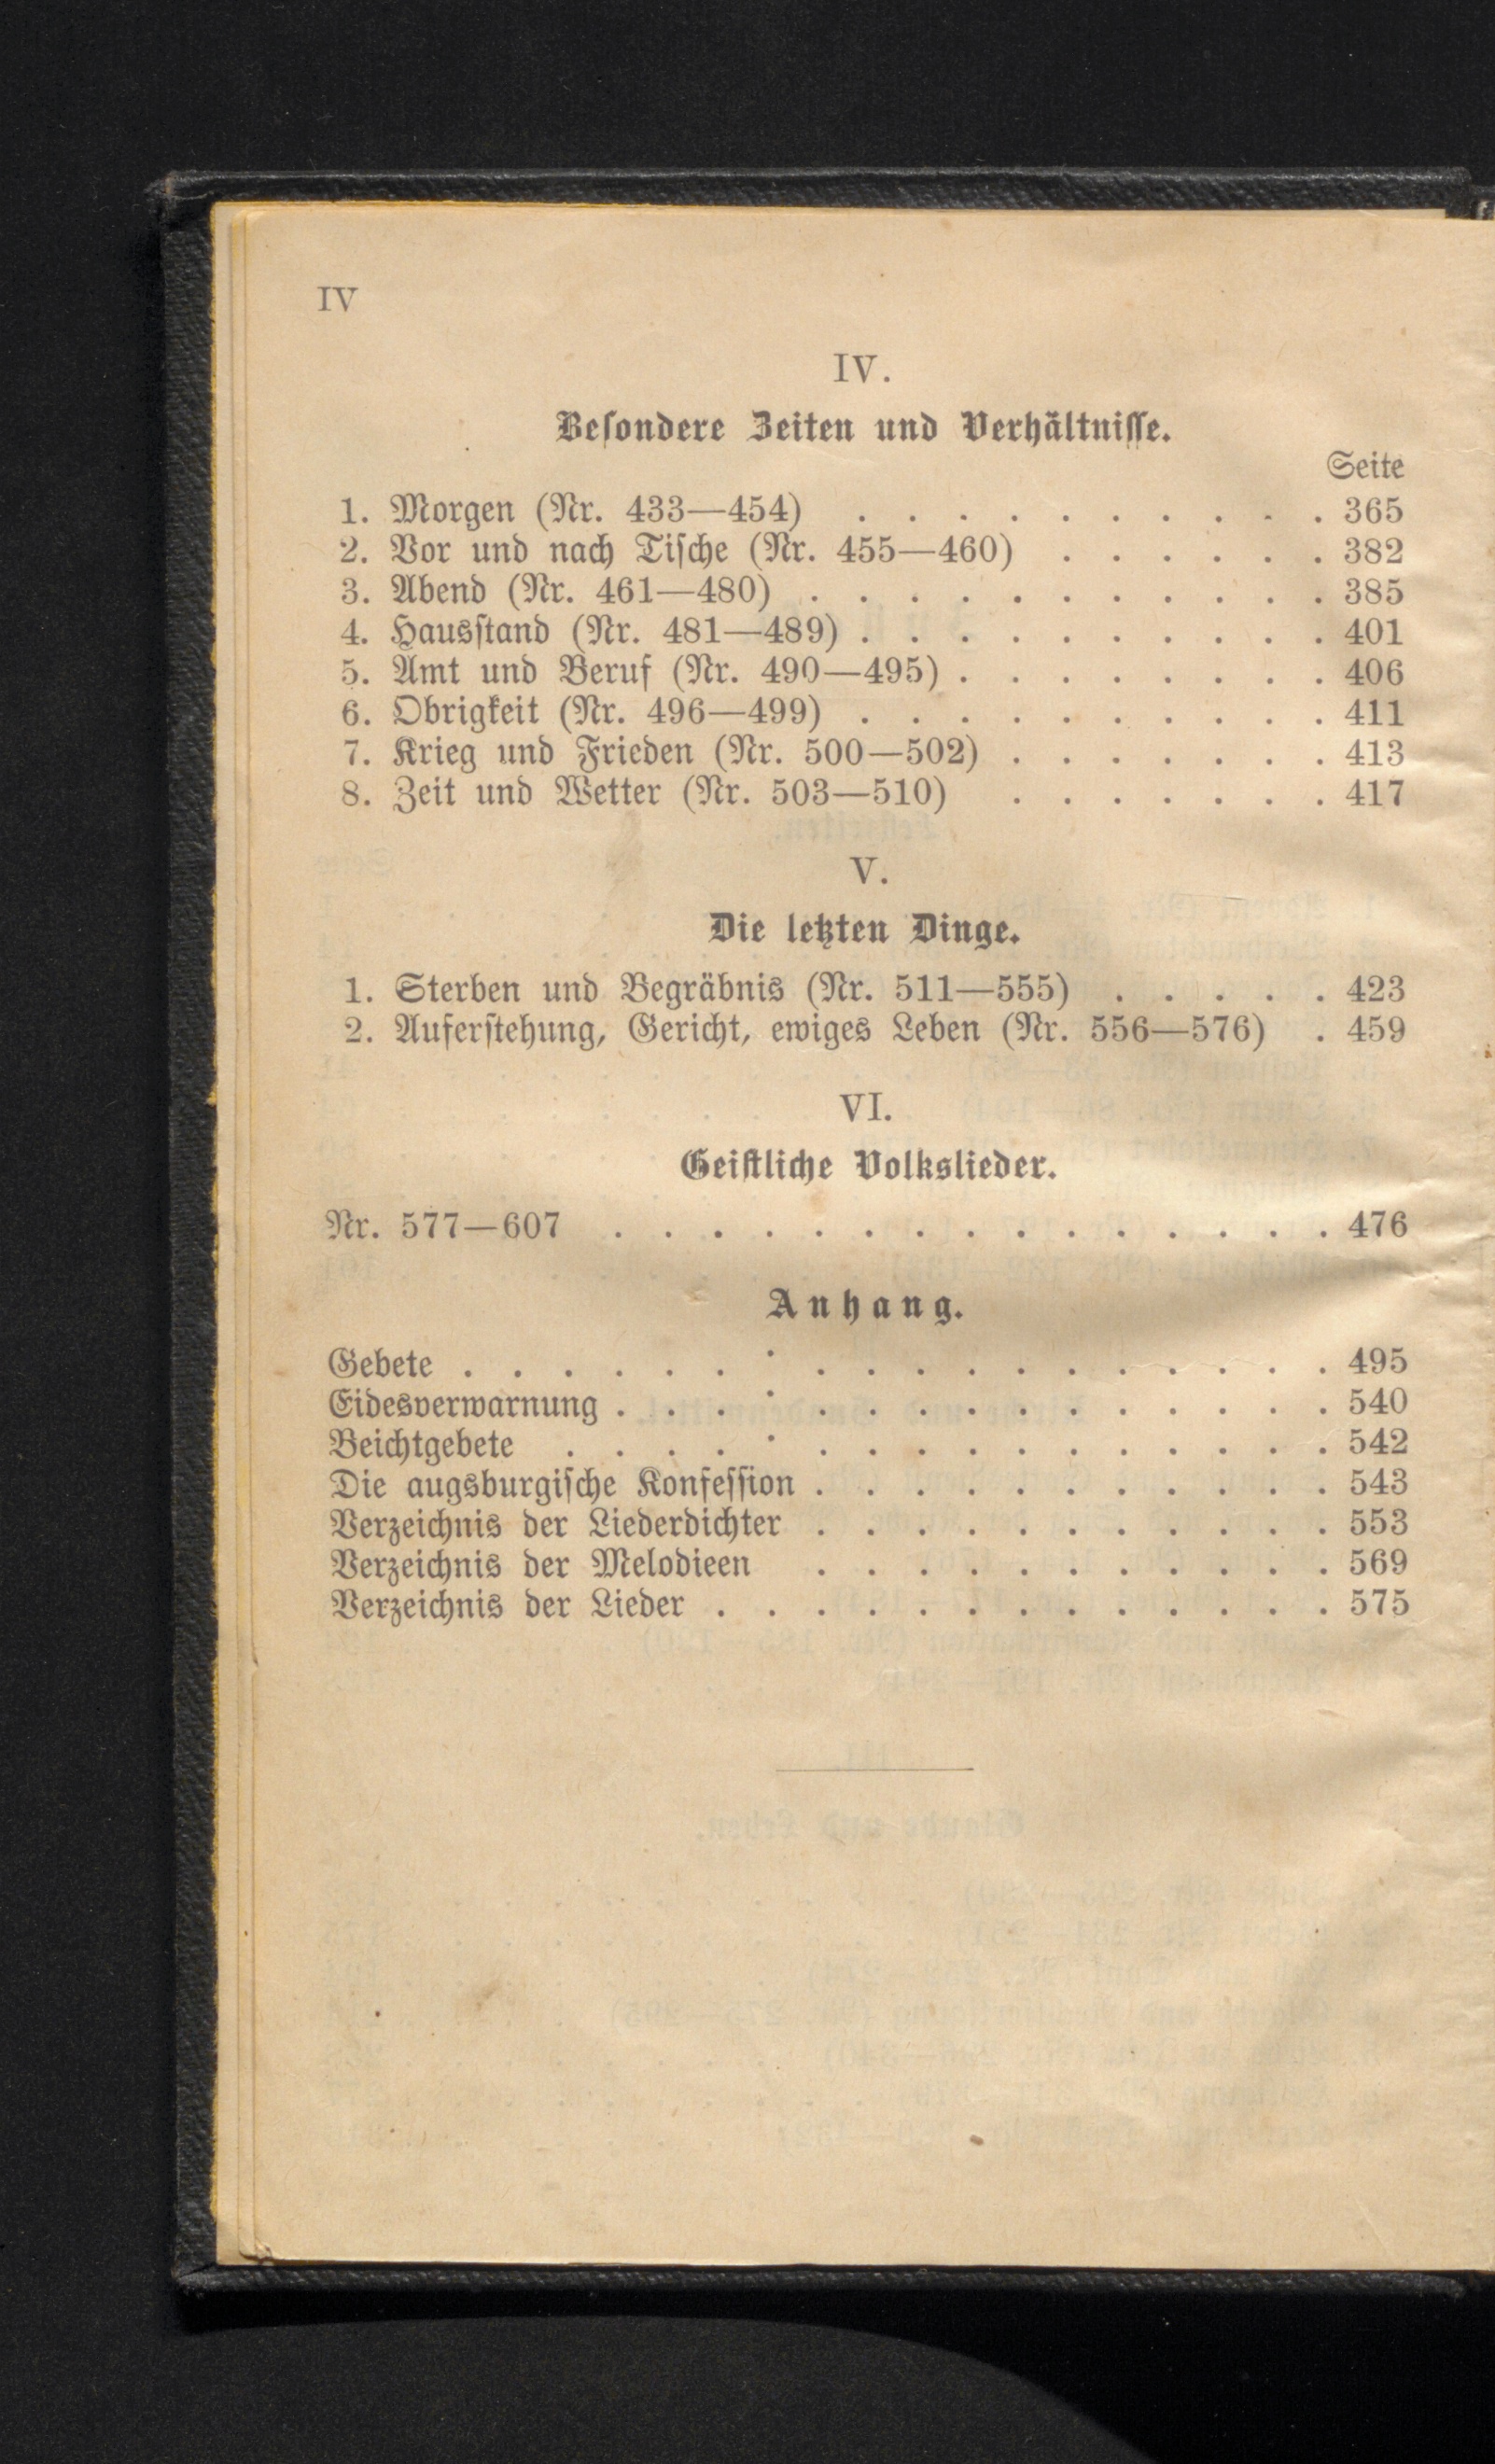 IV
IV.
Beſondere Zeiten und Verhältniſſe.
Seite
1. Morgen (Nr. 433—454) . . . . . . . . . . 365
2. Vor und nach Tiſche (Nr. 455—460) . . . . . . 382
3. Abend (Nr. 461—480) . . . . . . . . . . . 385
4. Hausſtand (Nr. 481—489) . . . . . . . . . . 401
5. Amt und Beruf (Nr. 490—495) . . . . . . . . 406
6. Obrigkeit (Nr. 496—499) . . . . . . . . . . 411
7. Krieg und Frieden (Nr. 500—502) . . . . . . . 413
8. Zeit und Wetter (Nr. 503—510) . . . . . . . 417
V.
Die letzten Dinge.
1. Sterben und Begräbnis (Nr. 511—555) . . . . . 423
2. Auferſtehung, Gericht, ewiges Leben (Nr. 556—576) . 459
VI.
Geiſtliche Volkslieder.
Nr. 577—607 . . . . . . . . . . . . . . . 476
Anhang.
Gebete . . . . . . . . . . . . . . . . . . 495
Eidesverwarnung . . . . . . . . . . . . . . . 540
Beichtgebete . . . . . . . . . . . . . . . . 542
Die augsburgiſche Konfeſſion . . . . . . . . . . . 543
Verzeichnis der Liederdichter . . . . . . . . . . . 553
Verzeichnis der Melodieen . . . . . . . . . . . 569
Verzeichnis der Lieder . . . . . . . . . . . . . 575